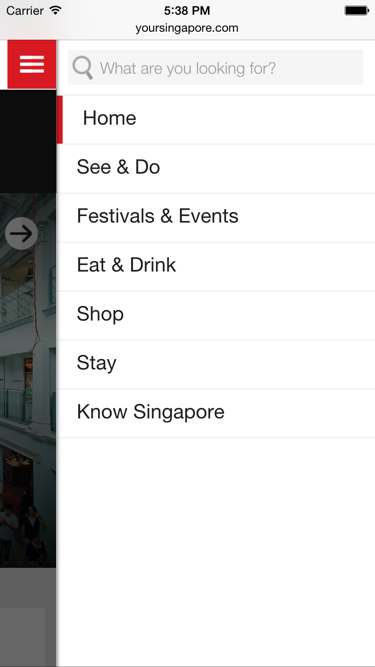 Carrier 5:38 PM
yoursingapore.com
What are you looking for?
Home
See & Do
Festivals & Events
Eat & Drink
Shop
Stay
Know Singapore